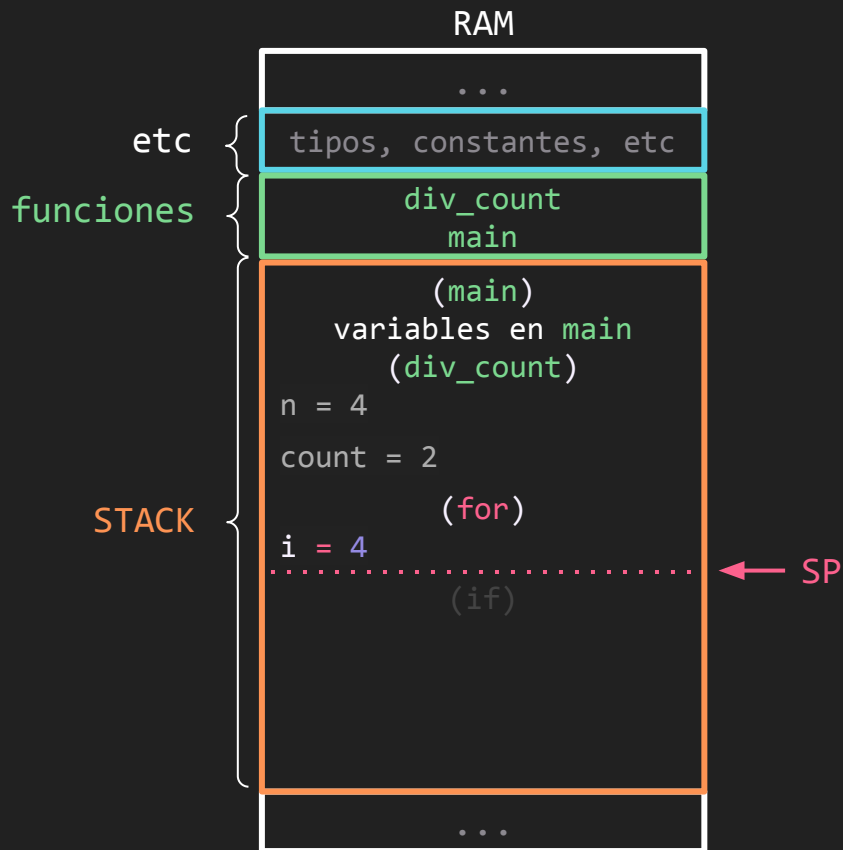 RAM
...
etc
tipos, constantes, etc
funciones
div_count
main
(main)
variables en main
(div_count)
n = 4
count = 2
(for)
STACK
i = 4
SP
(if)
...